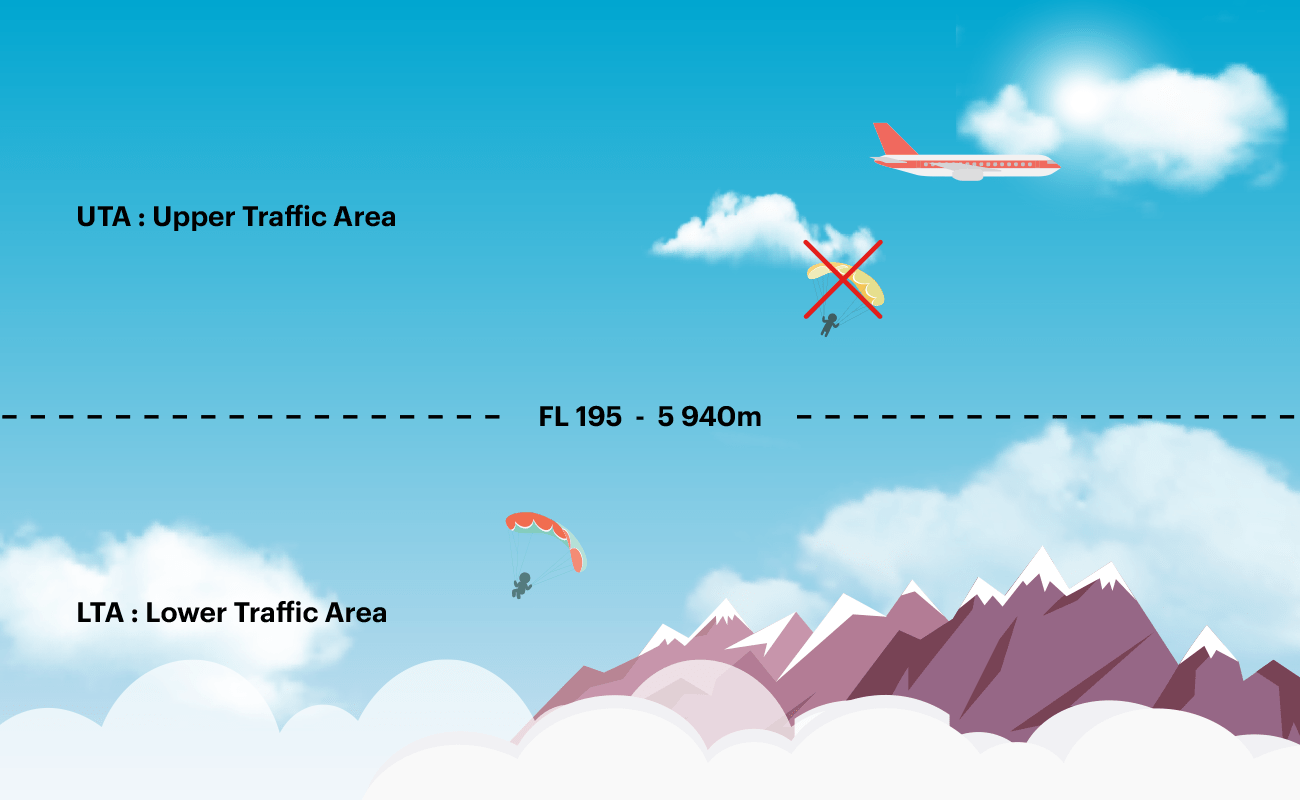 UTA : Upper Traffic Area
FL 195 - 5 940m
LTA : Lower Traffic Area